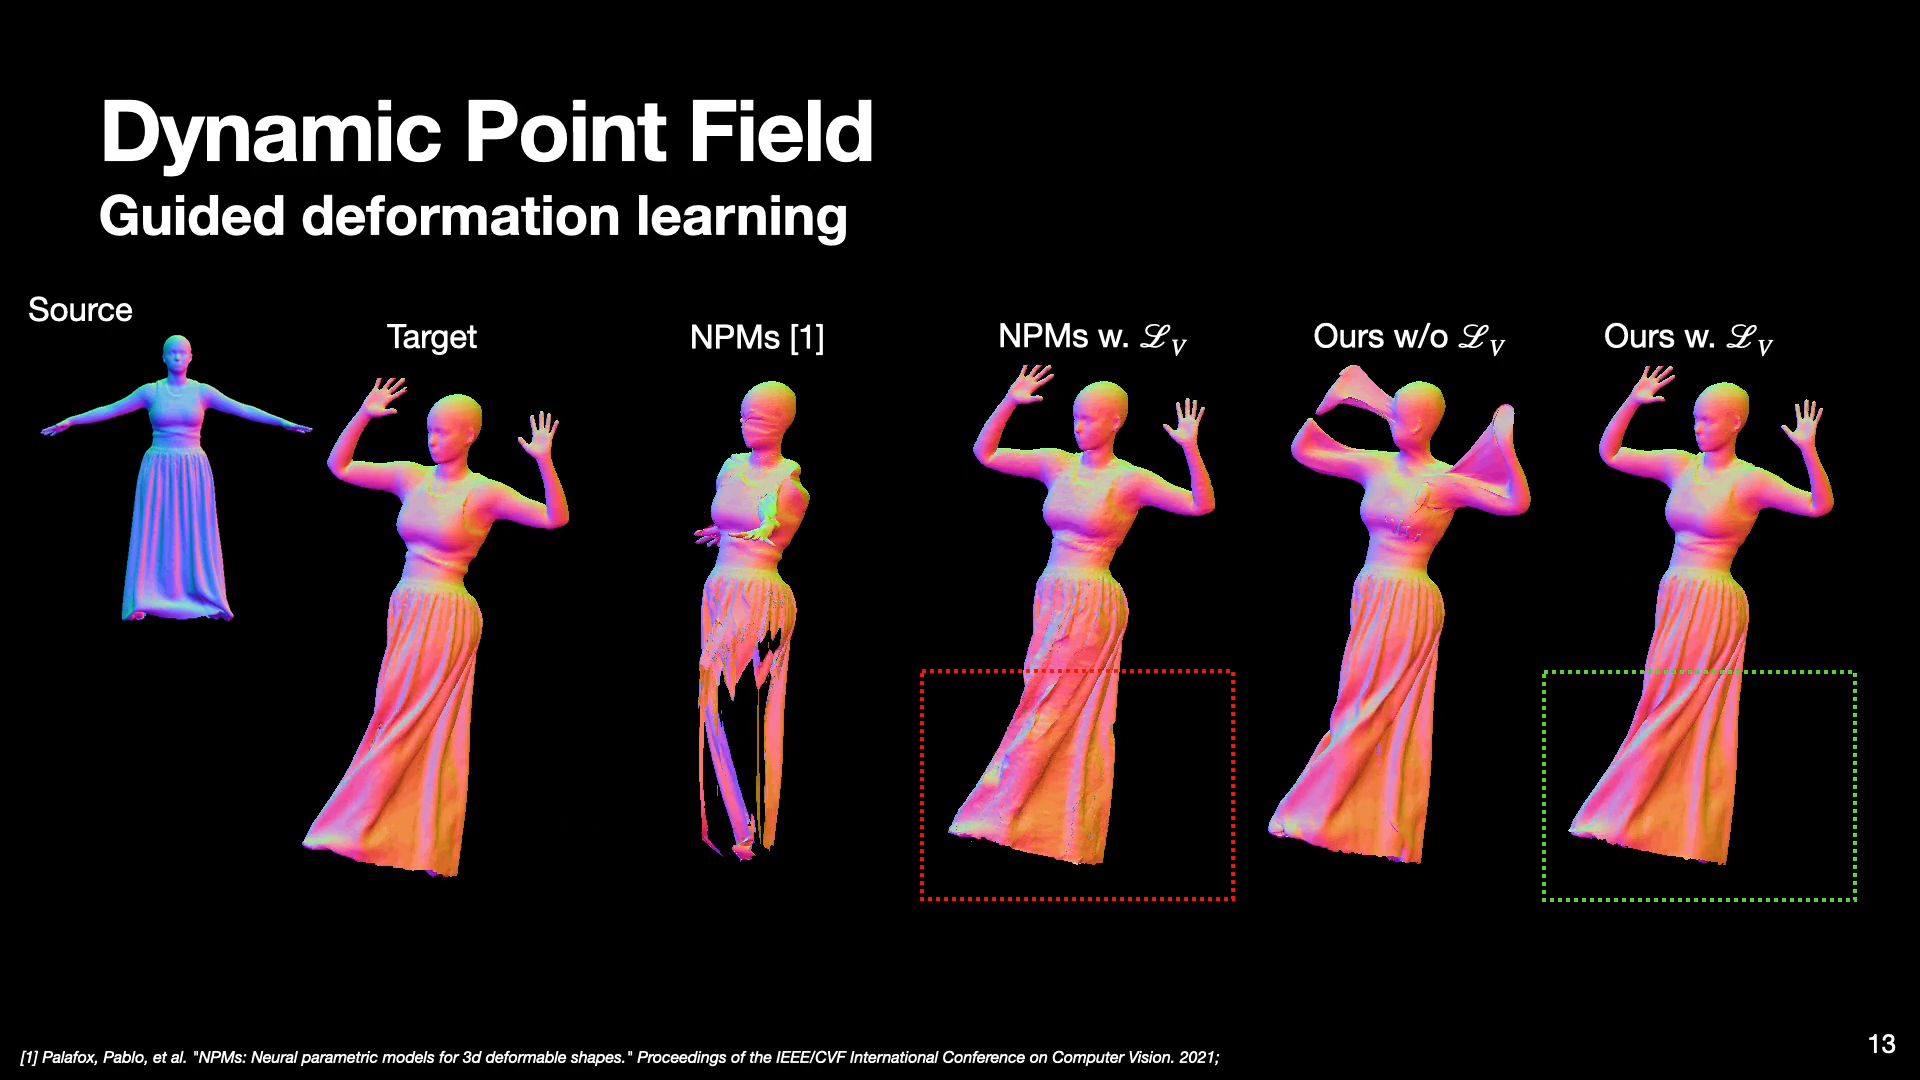 Dynamic Point Field
Guided deformation learning
Source
Target
NPMs [1]
NPMs w. ℒV
Ours w/o ℒV
Ours w. ℒV
[1] Palafox, Pablo, et al. "NPMs: Neural parametric models for 3d deformable shapes." Proceedings of the IEEE/CVF International Conference on Computer Vision. 2021;
13